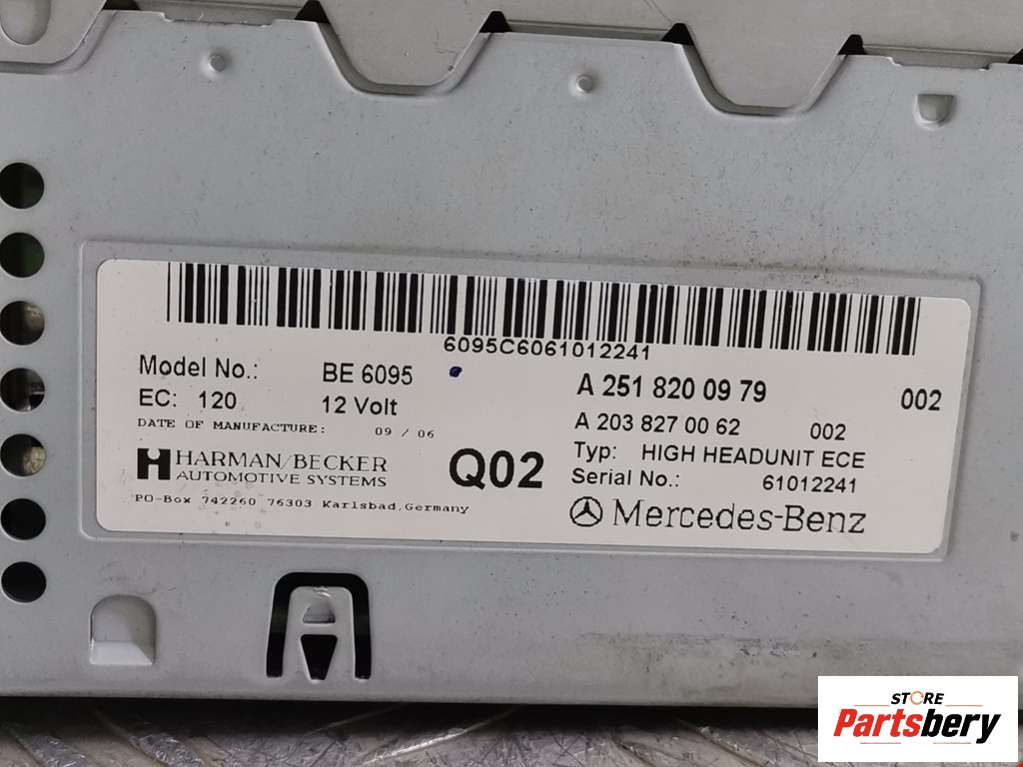 6095C6061012241
Model No.: BE 6095 A 251 820 09 79 002
EC: 120 12 Volt A 203 827 00 62 002
DATE OF MANUFACTURE: 09 / 06 Typ: HIGH HEADUNIT ECE
HARMAN/BECKER Q02 Serial No.: 61012241
AUTOMOTIVE SYSTEMS
PO-Box 742260 76303 Karlsbad,Germany Mercedes-Benz
STORE
Partsbery